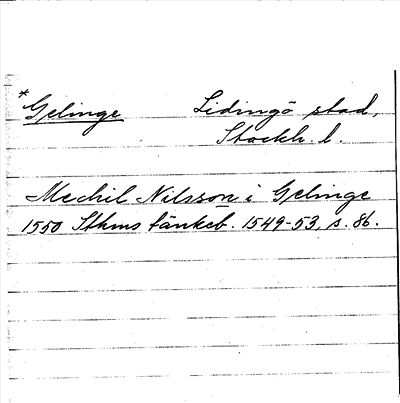 * Gelinge Lidingö stad,
Stockh. l.
Mechil Nilsson i Gelinge
1550 Sthms tänkeb. 1549-53, s. 86.